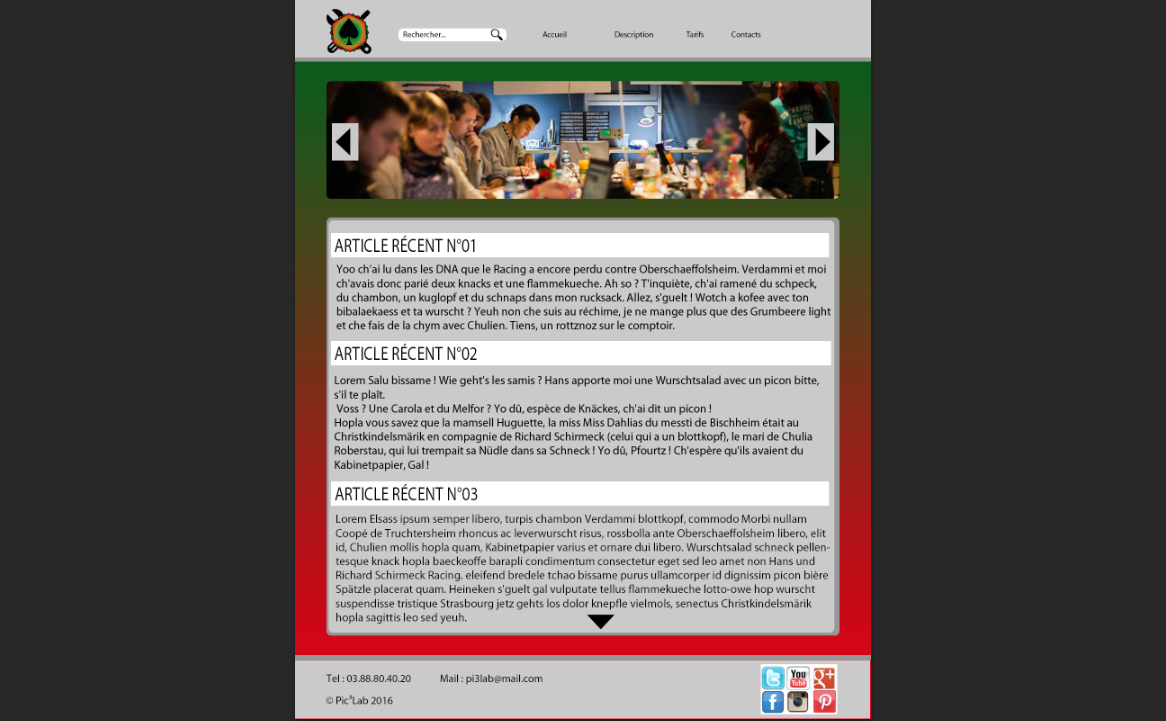 Rechercher...
Accueil
Description
Tarifs
Contacts
ARTICLE RÉCENT N°01
Yoo ch'ai lu dans les DNA que le Racing a encore perdu contre Oberschaeffolsheim. Verdammi et moi
ch'avais donc parié deux knacks et une flammekueche. Ah so ? T'inquiète, ch'ai ramené du schpeck,
du chambon, un kuglopf et du schnaps dans mon rucksack. Allez, s'guelt ! Wotch a kofee avec ton
bibalaekaess et ta wurscht ? Yeuh non che suis au réchime, je ne mange plus que des Grumbeere light
et che fais de la chym avec Chulien. Tiens, un rottznoz sur le comptoir.
ARTICLE RÉCENT N°02
Lorem Salu bissame ! Wie geht's les samis ? Hans apporte moi une Wurschtsalad avec un picon bitte,
s'il te plaît.
Voss ? Une Carola et du Melfor ? Yo dû, espèce de Knäckes, ch'ai dit un picon !
Hopla vous savez que la mamsell Huguette, la miss Miss Dahlias du messti de Bischheim était au
Christkindelsmärik en compagnie de Richard Schirmeck (celui qui a un blottkopf), le mari de Chulia
Roberstau, qui lui trempait sa Nüdle dans sa Schneck ! Yo dû, Pfourtz ! Ch'espère qu'ils avaient du
Kabinetpapier, Gal !
ARTICLE RÉCENT N°03
Lorem Elsass ipsum semper libero, turpis chambon Verdammi blottkopf, commodo Morbi nullam
Coopé de Truchtersheim rhoncus ac leverwurscht risus, rossbolla ante Oberschaeffolsheim libero, elit
id, Chulien mollis hopla quam, Kabinetpapier varius et ornare dui libero. Wurschtsalad schneck pellen-
tesque knack hopla baeckeoffe barapli condimentum consectetur eget sed leo amet non Hans und
Richard Schirmeck Racing. eleifend bredele tchao bissame purus ullamcorper id dignissim picon bière
Spätzle placerat quam. Heineken s'guelt gal vulputate tellus flammekueche lotto-owe hop wurscht
suspendisse tristique Strasbourg jetz gehts los dolor knepfle vielmols, senectus Christkindelsmärik
hopla sagittis leo sed yeuh.
Tel : 03.88.80.40.20
Mail : pi3lab@mail.com
You
Tube
g+
© Pic³Lab 2016